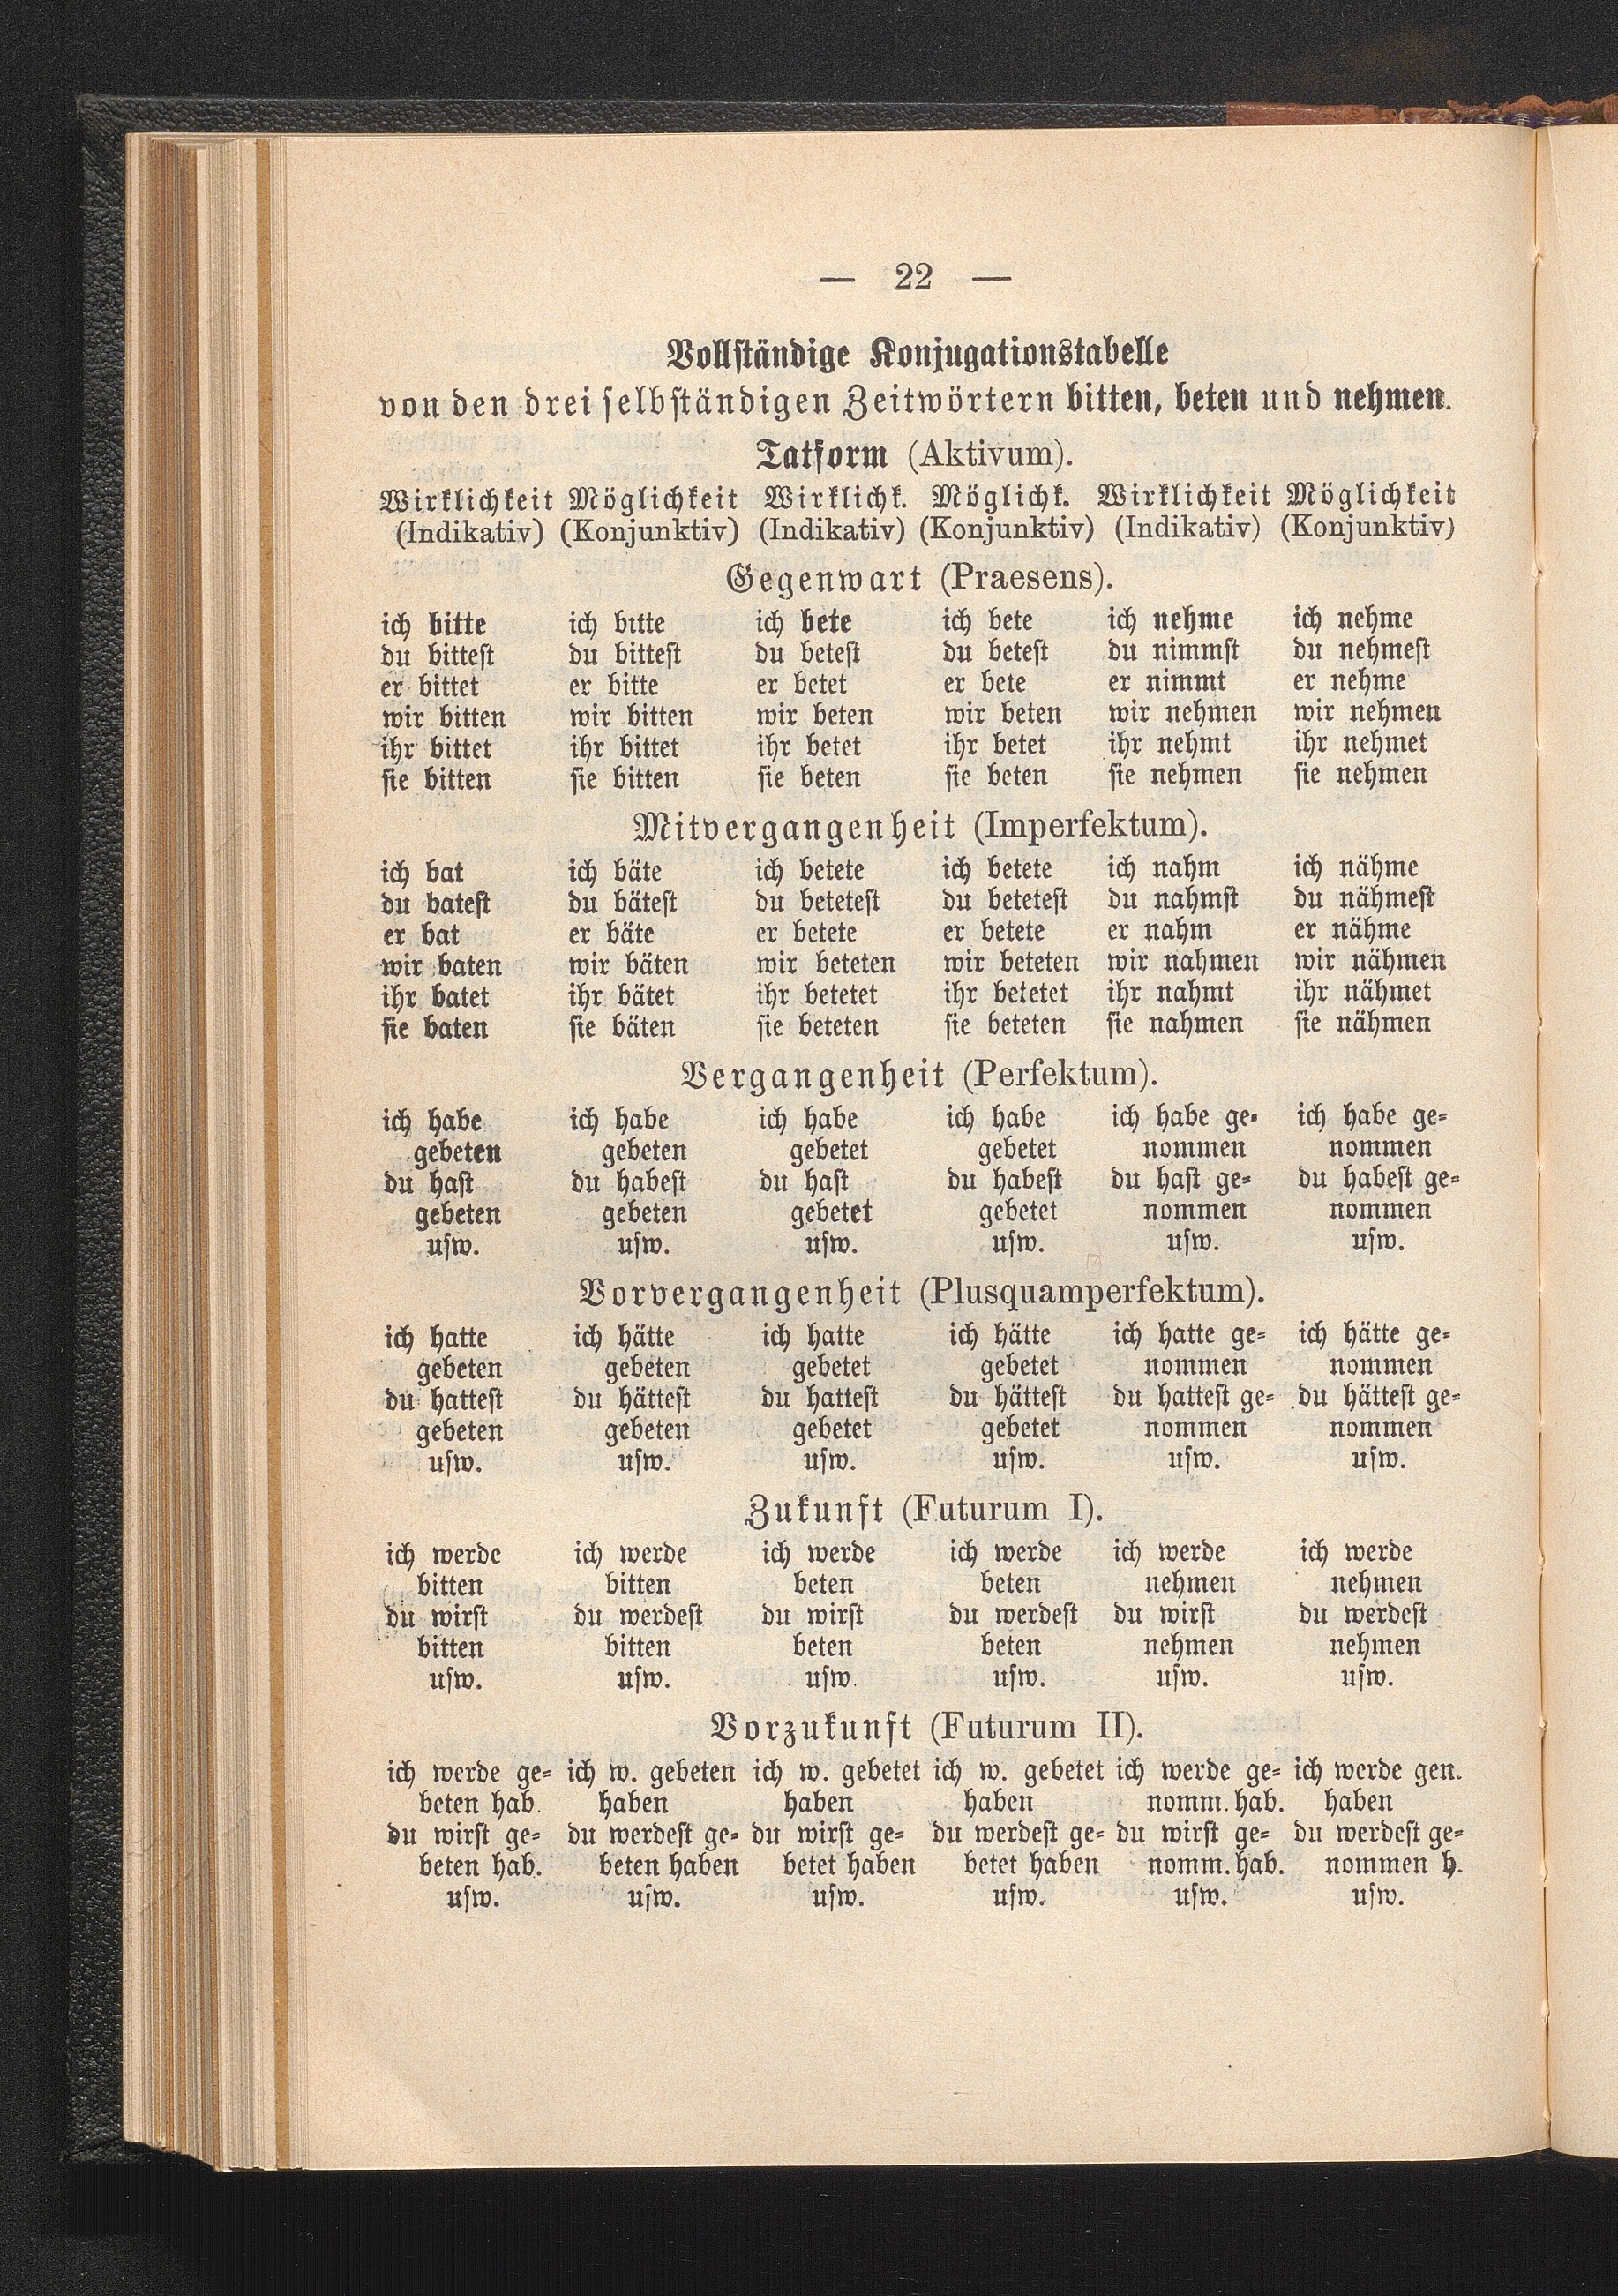 — 22 —
Vollständige Konjugationstabelle
von den drei selbständigen Zeitwörtern bitten, beten und nehmen.
Tatform (Aktivum).
Wirklichkeit Möglichkeit Wirklichk. Möglichk. Wirklichkeit Möglichkeit
(Indikativ) (Konjunktiv) (Indikativ) (Konjunktiv) (Indikativ) (Konjunktiv)
Gegenwart (Praesens).
ich bitte ich bitte ich bete ich bete ich nehme ich nehme
du bittest du bittest du betest du betest du nimmst du nehmest
er bittet er bitte er betet er bete er nimmt er nehme
wir bitten wir bitten wir beten wir beten wir nehmen wir nehmen
ihr bittet ihr bittet ihr betet ihr betet ihr nehmt ihr nehmet
sie bitten sie bitten sie beten sie beten sie nehmen sie nehmen
Mitvergangenheit (Imperfektum).
ich bat ich bäte ich betete ich betete ich nahm ich nähme
du batest du bätest du betetest du betetest du nahmst du nähmest
er bat er bäte er betete er betete er nahm er nähme
wir baten wir bäten wir beteten wir beteten wir nahmen wir nähmen
ihr batet ihr bätet ihr betetet ihr betetet ihr nahmt ihr nähmet
sie baten sie bäten sie beteten sie beteten sie nahmen sie nähmen
Vergangenheit (Perfektum).
ich habe ich habe ich habe ich habe ich habe ge= ich habe ge=
gebeten gebeten gebetet gebetet nommen nommen
du hast du habest du hast du habest du hast ge= du habest ge=
gebeten gebeten gebetet gebetet nommen nommen
usw. usw. usw. usw. usw. usw.
Vorvergangenheit (Plusquamperfektum).
ich hatte ich hätte ich hatte ich hätte ich hatte ge= ich hätte ge=
gebeten gebeten gebetet gebetet nommen nommen
du hattest du hättest du hattest du hättest du hattest ge= du hättest ge=
gebeten gebeten gebetet gebetet nommen nommen
usw. usw. usw. usw. usw. usw.
Zukunft (Futurum I).
ich werde ich werde ich werde ich werde ich werde ich werde
bitten bitten beten beten nehmen nehmen
du wirst du werdest du wirst du werdest du wirst du werdest
bitten bitten beten beten nehmen nehmen
usw. usw. usw. usw. usw. usw.
Vorzukunft (Futurum II).
ich werde ge= ich w. gebeten ich w. gebetet ich w. gebetet ich werde ge= ich werde gen.
beten hab. haben haben haben nomm. hab. haben
du wirst ge= du werdest ge= du wirst ge= du werdest ge= du wirst ge= du werdest ge=
beten hab. beten haben betet haben betet haben nomm. hab. nommen h.
usw. usw. usw. usw. usw. usw.